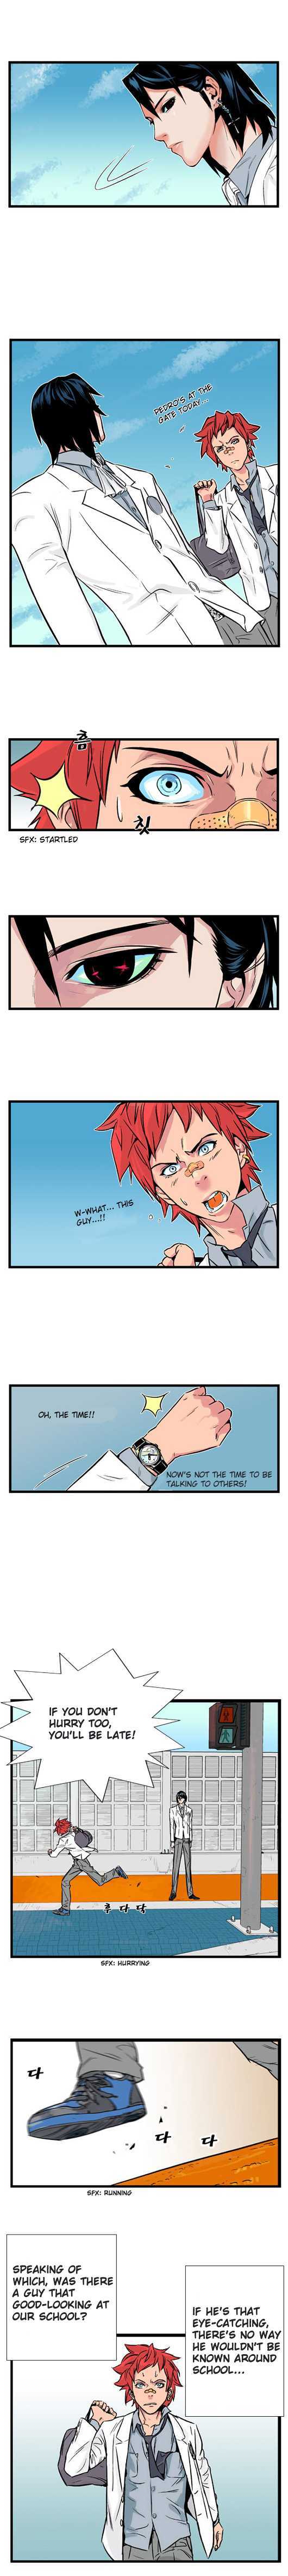 PEDRO'S AT THE
GATE TODAY...
흠
칫
SFX: STARTLED
W-WHAT... THIS
GUY...!!
OH, THE TIME!!
NOW'S NOT THE TIME TO BE
TALKING TO OTHERS!
IF YOU DON'T
HURRY TOO,
YOU'LL BE LATE!
후 다 닥
SFX: HURRYING
다
다
다
SFX: RUNNING
SPEAKING OF
WHICH, WAS THERE
A GUY THAT
GOOD-LOOKING AT
OUR SCHOOL?
IF HE'S THAT
EYE-CATCHING,
THERE'S NO WAY
HE WOULDN'T BE
KNOWN AROUND
SCHOOL...